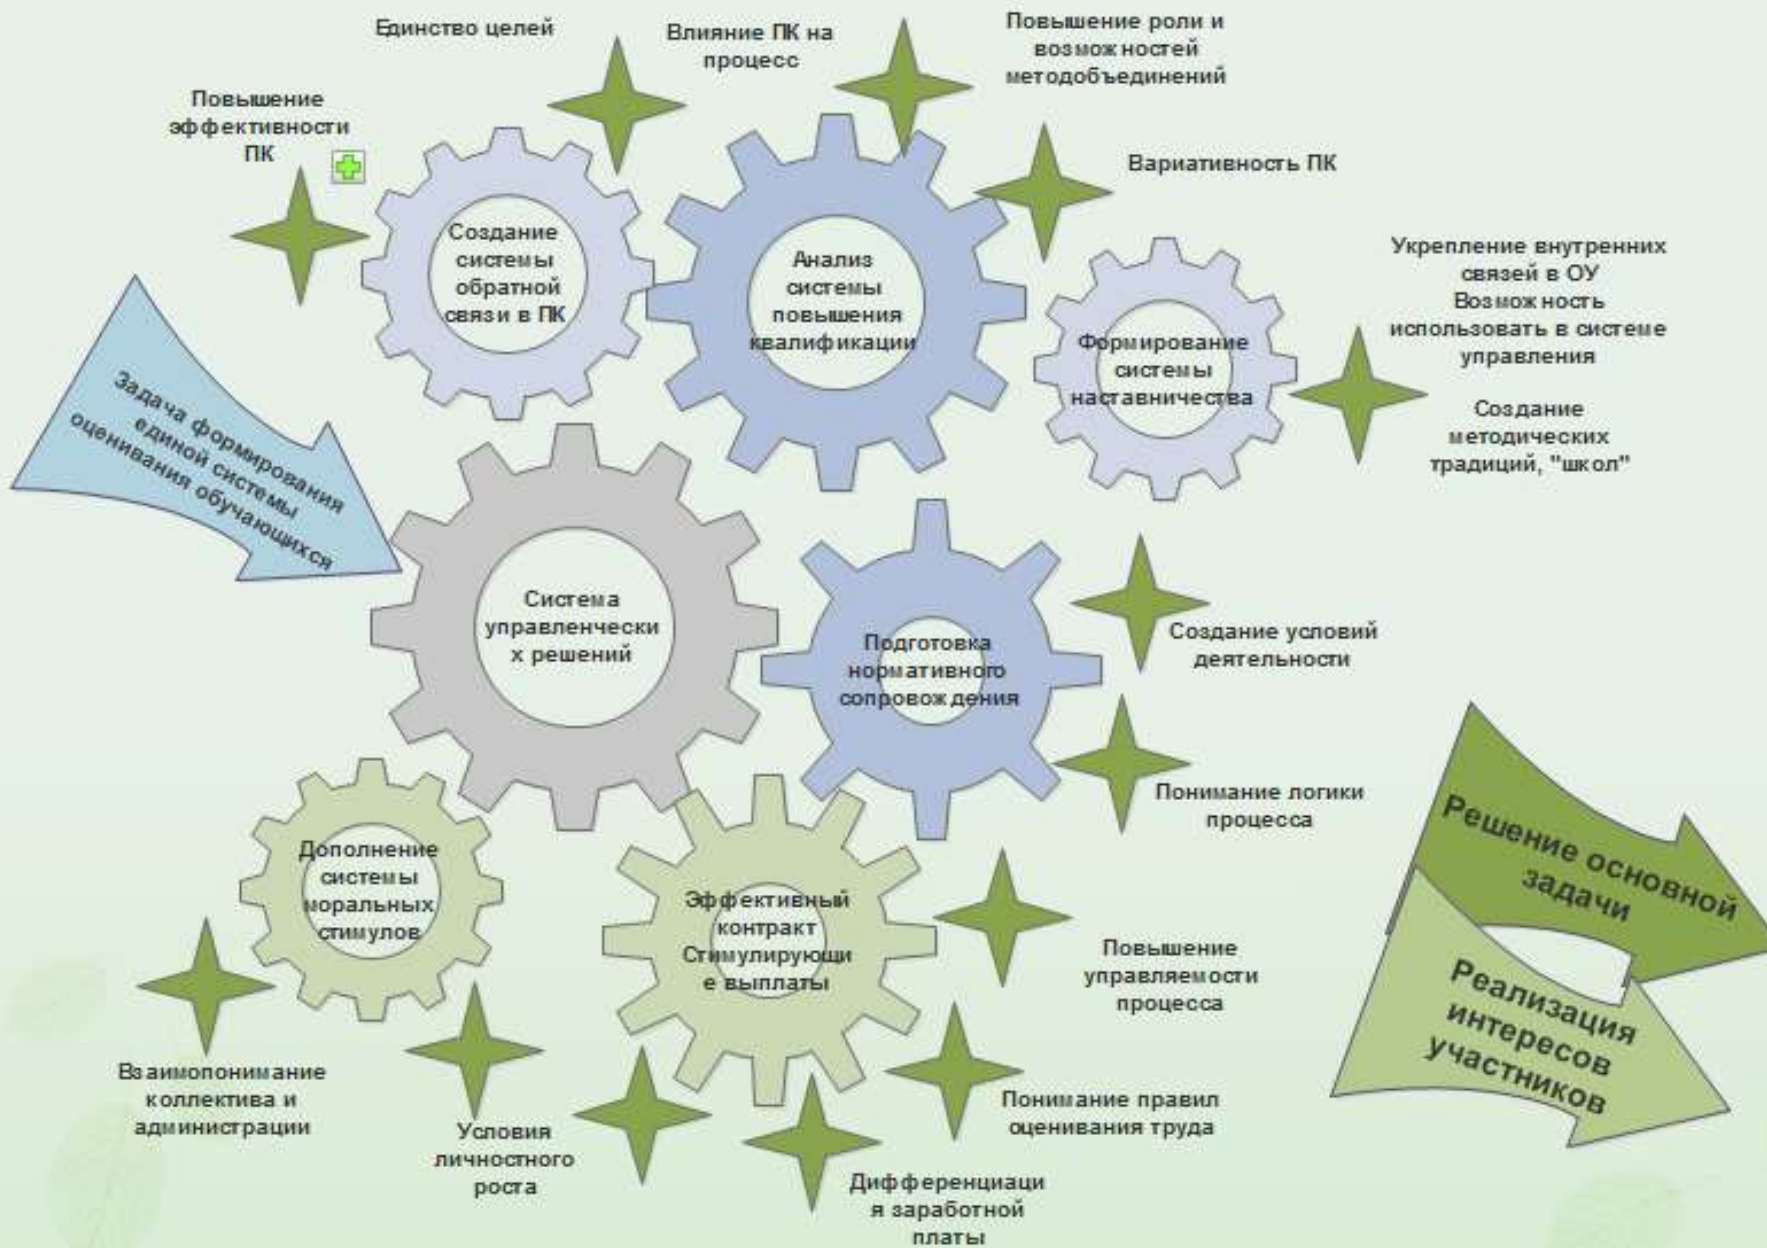 Единство целей
Влияние ПК на
процесс
Повышение роли и
возможностей
методобъединений
Повышение
эффективности
ПК
Вариативность ПК
Создание
системы
обратной
связи в ПК
Анализ
системы
повышения
квалификации
Формирование
системы
наставничества
Укрепление внутренних
связей в ОУ
Возможность
использовать в системе
управления
Создание
методических
традиций, "школ"
Задача формирования
единой системы
оценивания обучающихся
Система
управленчески
х решений
Подготовка
нормативного
сопровождения
Создание условий
деятельности
Понимание логики
процесса
Решение основной
задачи
Реализация
интересов
участников
Дополнение
системы
моральных
стимулов
Эффективный
контракт
Стимулирующи
е выплаты
Повышение
управляемости
процесса
Взаимопонимание
коллектива и
администрации
Условия
личностного
роста
Понимание правил
оценивания труда
Дифференциаци
я заработной
платы